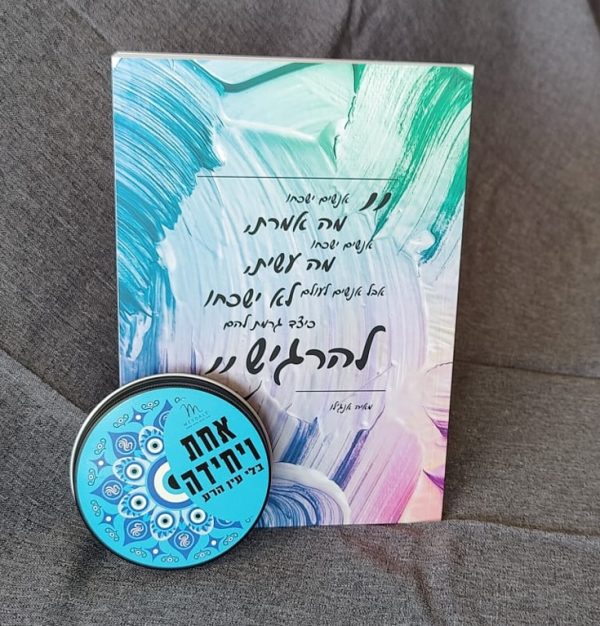 " אנשים ישכחו
מה אמרת,
אנשים ישכחו
מה עשית,
אבל אנשים לעולם לא ישכחו
כיצד גרמת להם
להרגיש "
מאיה אנג'לו
אחת
ויחידה
בלי עין הרע